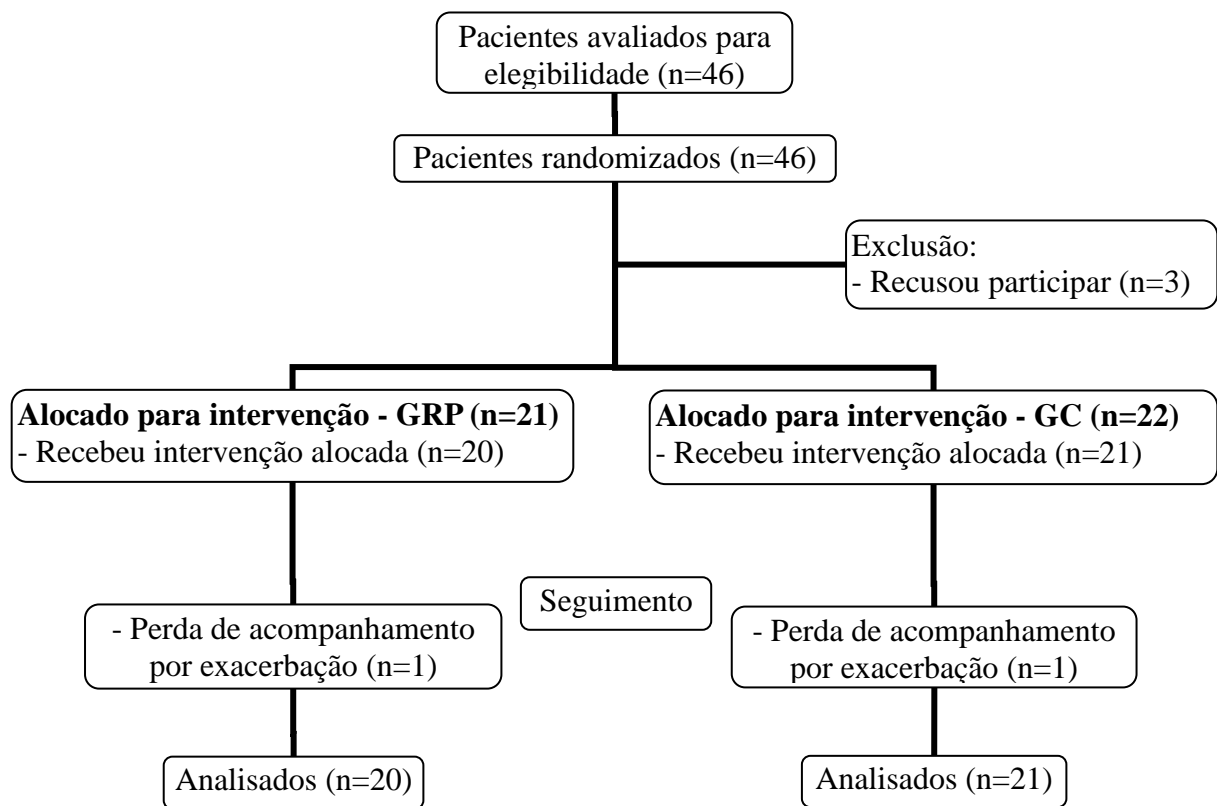 Pacientes avaliados para
elegibilidade (n=46)
Pacientes randomizados (n=46)
Exclusão:
- Recusou participar (n=3)
Alocado para intervenção - GRP (n=21)
- Recebeu intervenção alocada (n=20)
Alocado para intervenção - GC (n=22)
- Recebeu intervenção alocada (n=21)
Seguimento
- Perda de acompanhamento
por exacerbação (n=1)
- Perda de acompanhamento
por exacerbação (n=1)
Analisados (n=20)
Analisados (n=21)